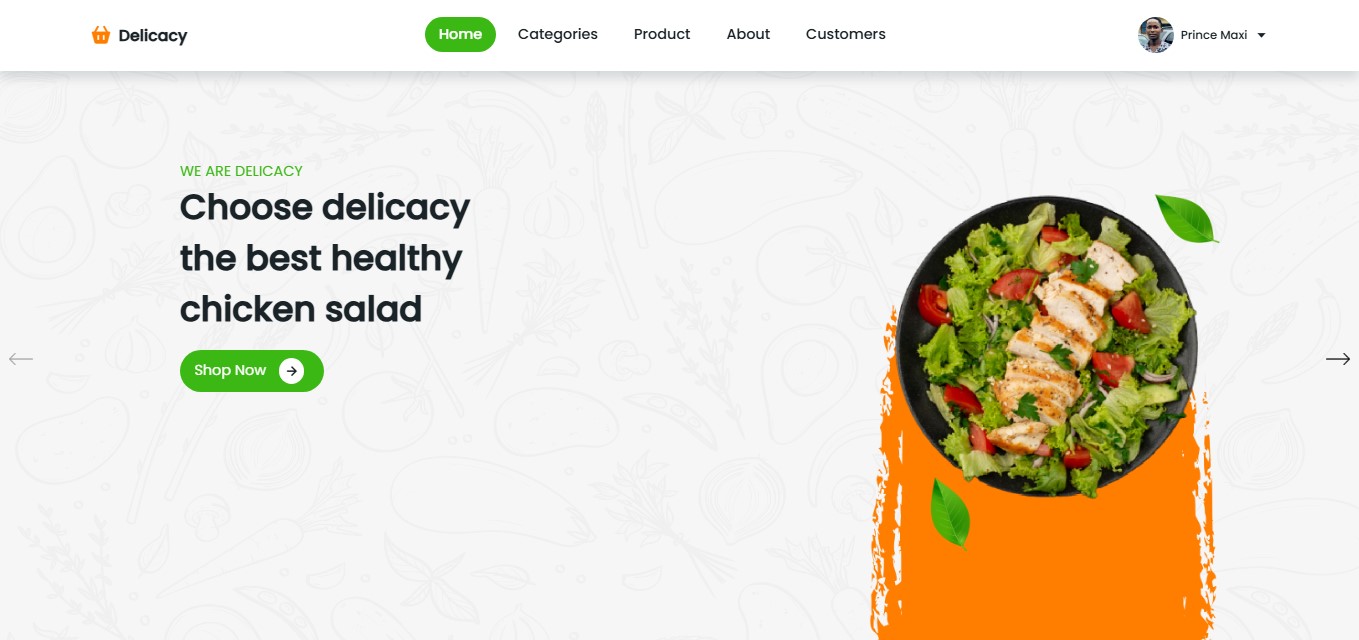 Delicacy
Home
Categories
Product
About
Customers
Prince Maxi
WE ARE DELICACY
Choose delicacy
the best healthy
chicken salad
Shop Now